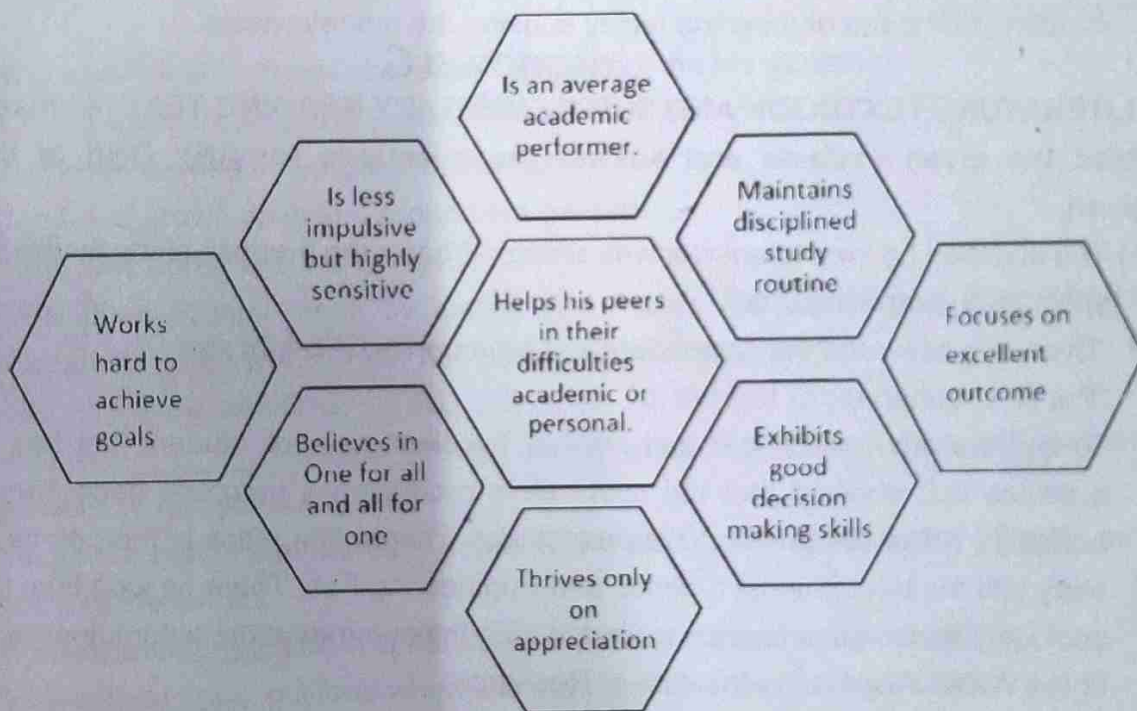 Is an average
academic
performer.
Is less
impulsive
but highly
sensitive
Maintains
disciplined
study
routine
Works
hard to
achieve
goals
Helps his peers
in their
difficulties
academic or
personal.
Focuses on
excellent
outcome
Believes in
One for all
and all for
one
Exhibits
good
decision
making skills
Thrives only
on
appreciation